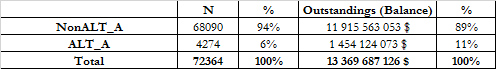 N % Outstandings (Balance) %
NonALT_A 68090 94% 11 915 563 053 $ 89%
ALT_A 4274 6% 1 454 124 073 $ 11%
Total 72364 100% 13 369 687 126 $ 100%